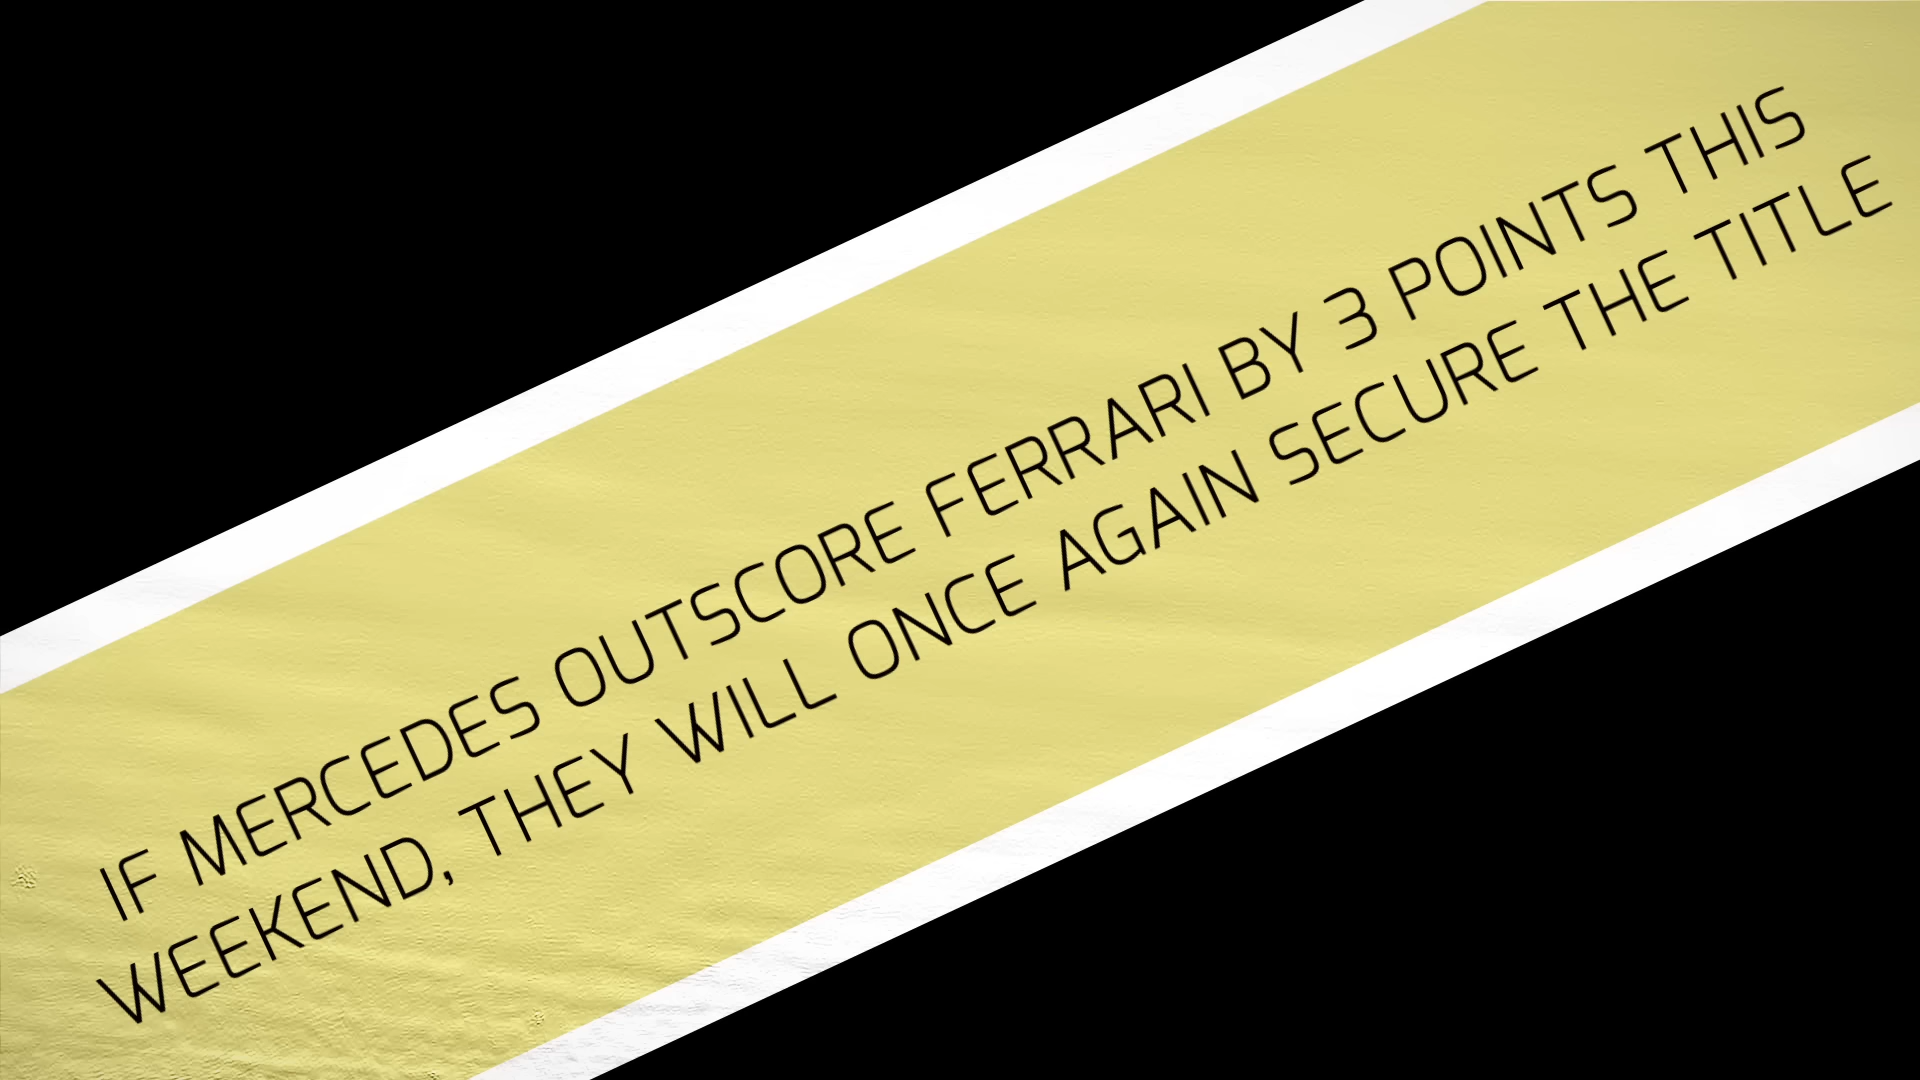 IF MERCEDES OUTSCORE FERRARI BY 3 POINTS THIS
WEEKEND, THEY WILL ONCE AGAIN SECURE THE TITLE